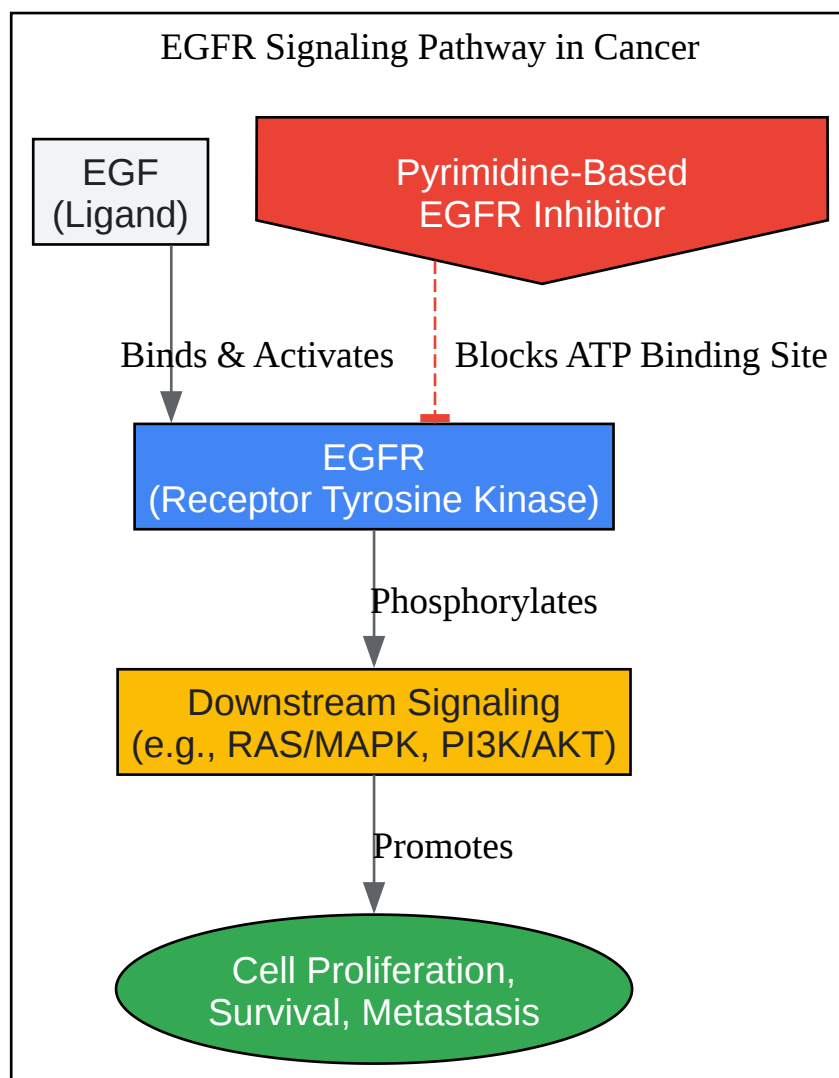 EGFR Signaling Pathway in Cancer
EGF
(Ligand)
Pyrimidine-Based
EGFR Inhibitor
Binds & Activates
Blocks ATP Binding Site
EGFR
(Receptor Tyrosine Kinase)
Phosphorylates
Downstream Signaling
(e.g., RAS/MAPK, PI3K/AKT)
Promotes
Cell Proliferation,
Survival, Metastasis